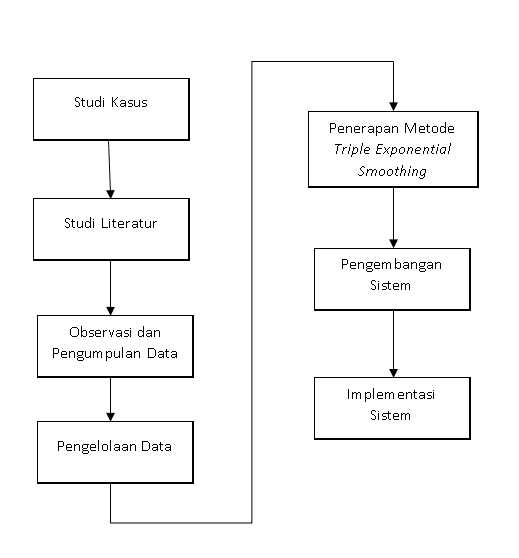 Studi Kasus
Studi Literatur
Observasi dan
Pengumpulan Data
Pengelolaan Data
Penerapan Metode
Triple Exponential
Smoothing
Pengembangan
Sistem
Implementasi
Sistem